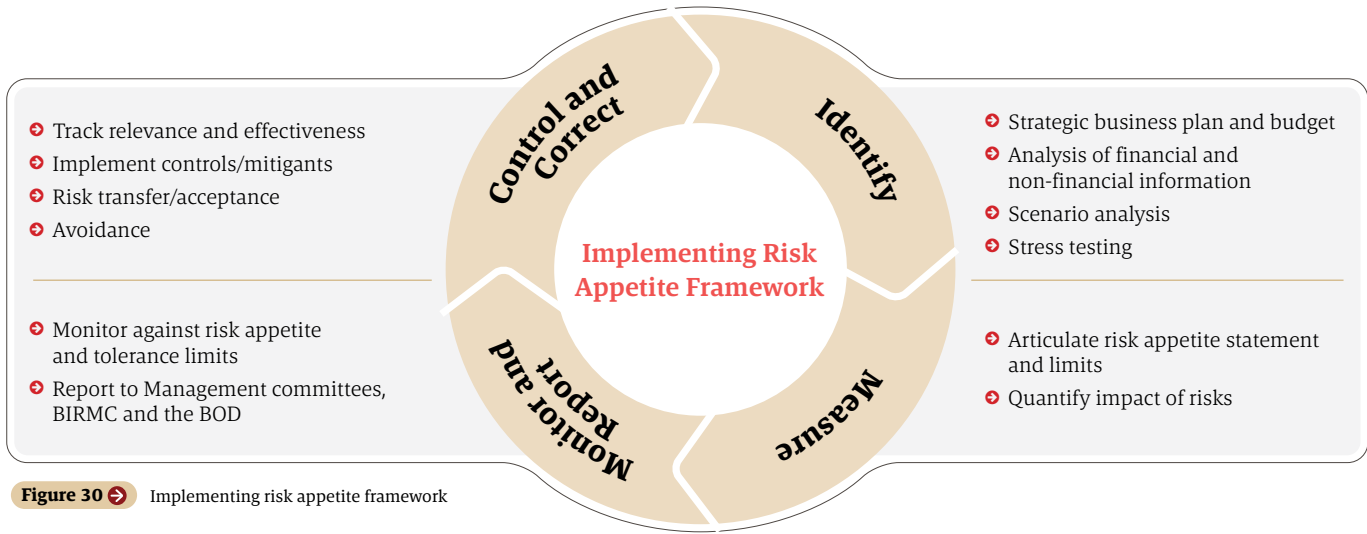 Control and
Correct
Identify
Measure
Monitor and
Report
Implementing Risk
Appetite Framework
Track relevance and effectiveness
Implement controls/mitigants
Risk transfer/acceptance
Avoidance
Monitor against risk appetite
and tolerance limits
Report to Management committees,
BIRMC and the BOD
Strategic business plan and budget
Analysis of financial and
non-financial information
Scenario analysis
Stress testing
Articulate risk appetite statement
and limits
Quantify impact of risks
Figure 30 Implementing risk appetite framework